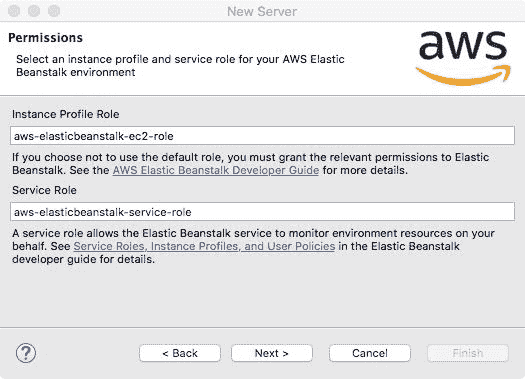 New Server
Permissions
Select an instance profile and service role for your AWS Elastic
Beanstalk environment
aws
Instance Profile Role
aws-elasticbeanstalk-ec2-role
If you choose not to use the default role, you must grant the relevant permissions to Elastic
Beanstalk. See the AWS Elastic Beanstalk Developer Guide for more details.
Service Role
aws-elasticbeanstalk-service-role
A service role allows the Elastic Beanstalk service to monitor environment resources on your
behalf. See Service Roles, Instance Profiles, and User Policies in the Elastic Beanstalk
developer guide for details.
?
< Back
Next >
Cancel
Finish